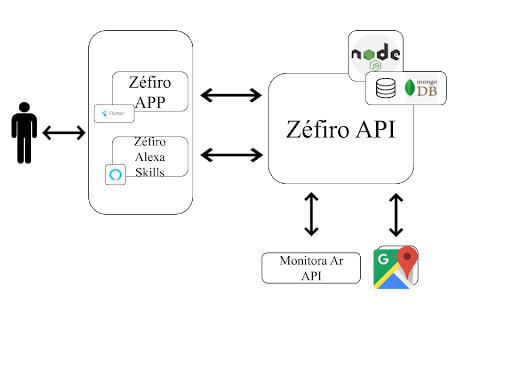 Zéfiro
APP
Flutter
Zéfiro
Alexa
Skills
node
JS
mongo
DB
Zéfiro API
Monitora Ar
API
G